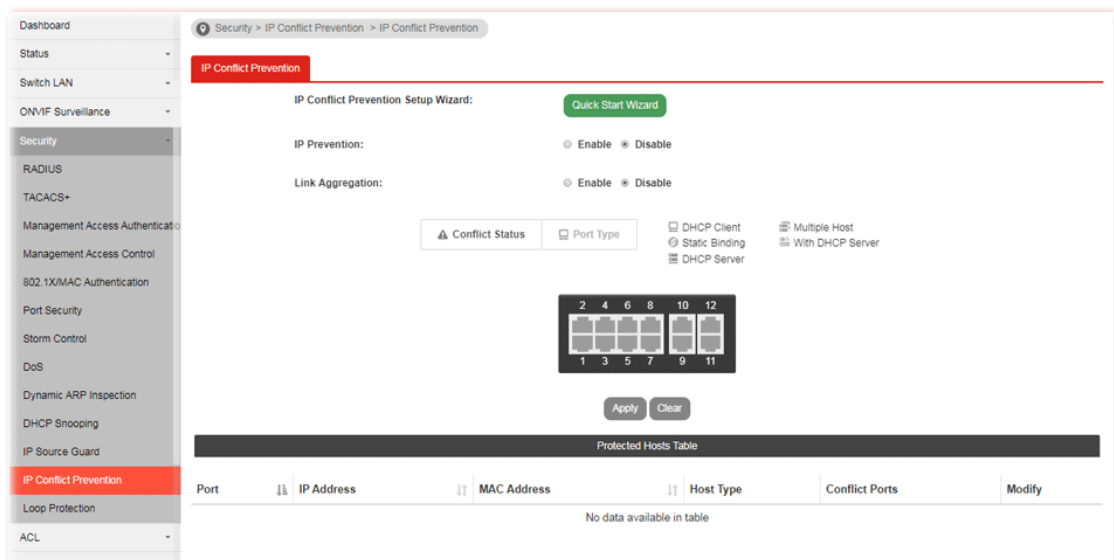 Dashboard
Status
Switch LAN
ONVIF Surveillance
Security
RADIUS
TACACS+
Management Access Authenticatio
Management Access Control
802.1X/MAC Authentication
Port Security
Storm Control
DoS
Dynamic ARP Inspection
DHCP Snooping
IP Source Guard
IP Conflict Prevention
Loop Protection
ACL
Security > IP Conflict Prevention > IP Conflict Prevention
IP Conflict Prevention
IP Conflict Prevention Setup Wizard: Quick Start Wizard
IP Prevention: Enable Disable
Link Aggregation: Enable Disable
Conflict Status Port Type
DHCP Client Multiple Host
Static Binding With DHCP Server
DHCP Server
2 4 6 8 10 12
1 3 5 7 9 11
Apply Clear
Protected Hosts Table
Port IP Address MAC Address Host Type Conflict Ports Modify
No data available in table